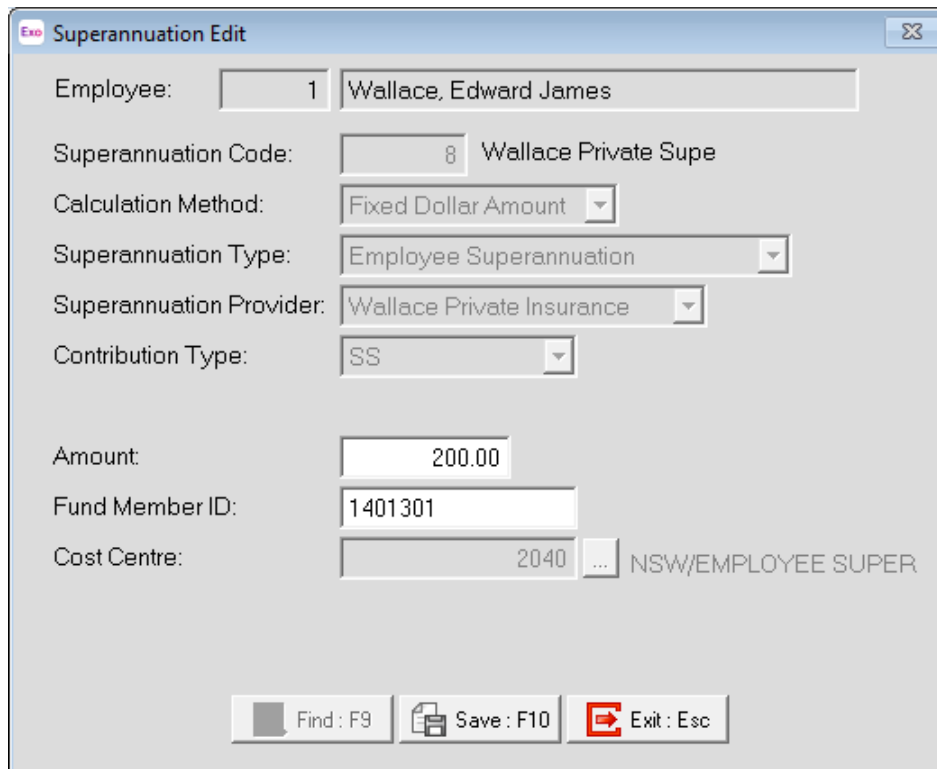 Exo Superannuation Edit
Employee: 1 Wallace, Edward James
Superannuation Code: 8 Wallace Private Supe
Calculation Method: Fixed Dollar Amount
Superannuation Type: Employee Superannuation
Superannuation Provider: Wallace Private Insurance
Contribution Type: SS
Amount: 200.00
Fund Member ID: 1401301
Cost Centre: 2040 ... NSW/EMPLOYEE SUPER
Find : F9 Save : F10 Exit : Esc